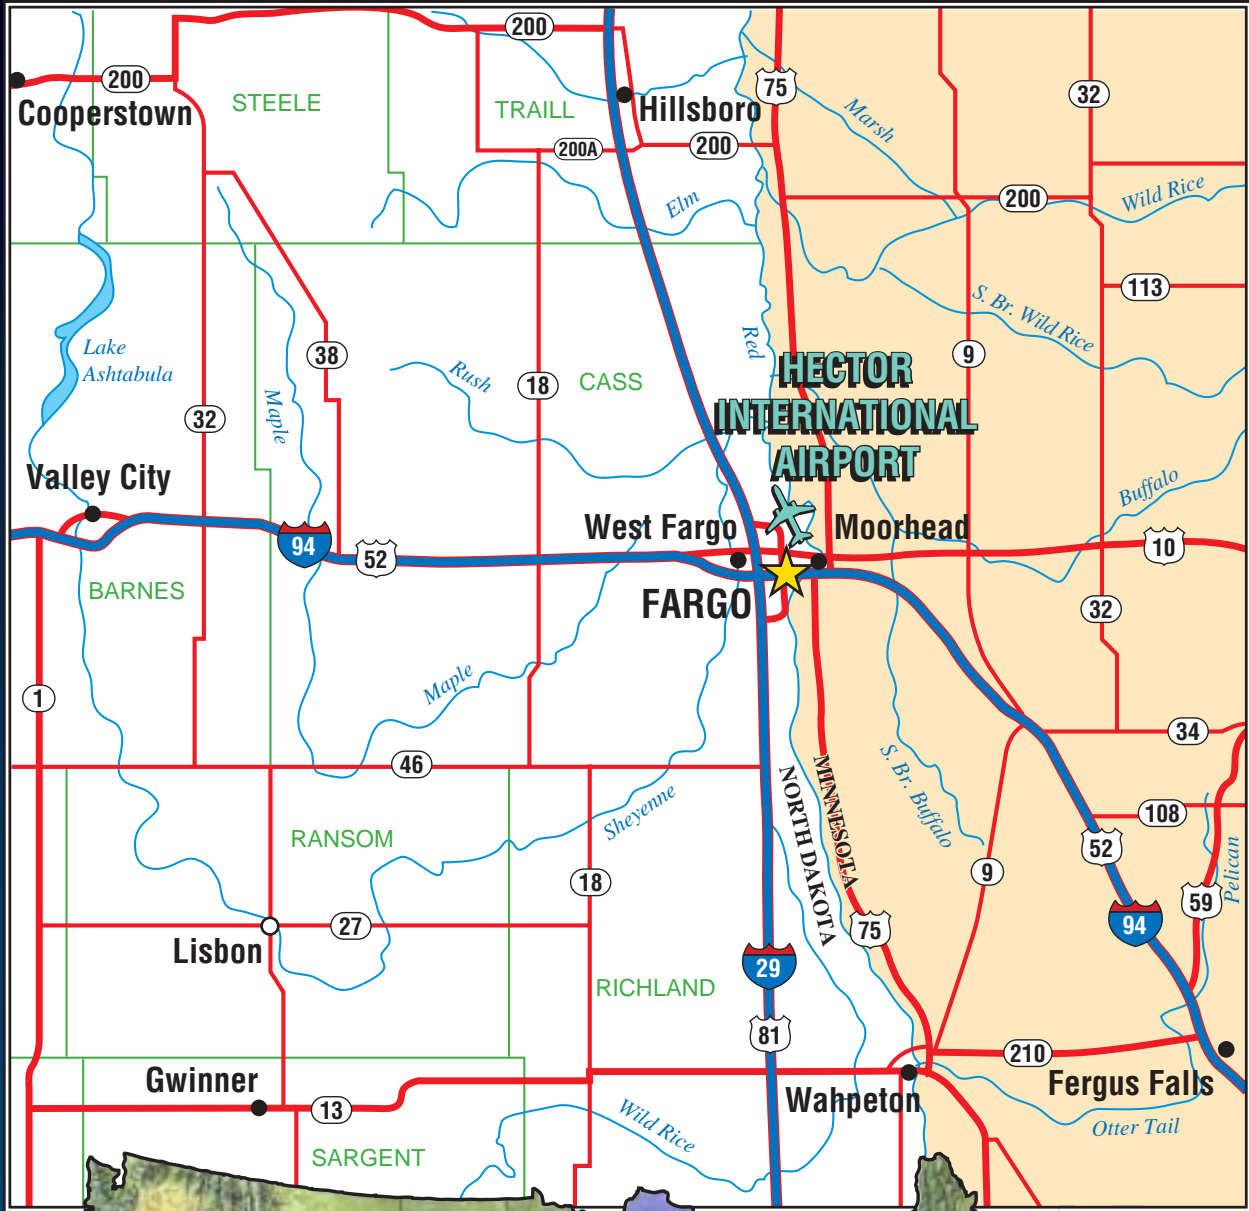 200
200
75
32
Cooperstown
STEELE
TRAILL
Hillsboro
Marsh
200A
200
Elm
200
Wild Rice
113
S. Br. Wild Rice
Red
Lake
Ashtabula
38
9
Rush
18
CASS
HECTOR
INTERNATIONAL
AIRPORT
32
Maple
Valley City
Buffalo
West Fargo
Moorhead
94
52
10
BARNES
FARGO
32
1
Maple
34
46
NORTH DAKOTA
MINNESOTA
S. Br. Buffalo
Sheyenne
108
RANSOM
52
Pelican
18
9
59
27
75
94
Lisbon
29
RICHLAND
81
210
Gwinner
Fergus Falls
13
Wahpeton
Wild Rice
Otter Tail
SARGENT